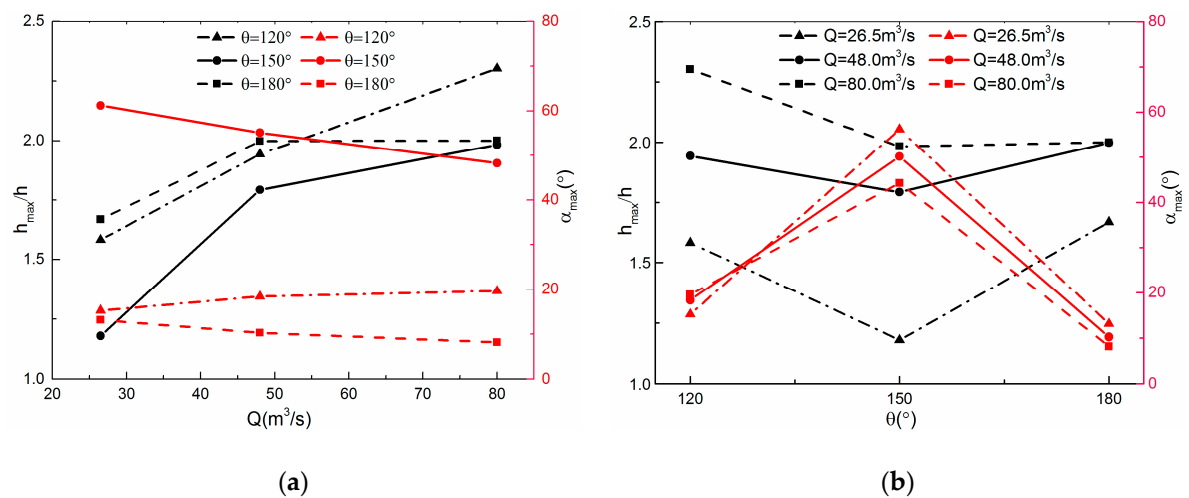 2.5
2.0
1.5
1.0
h_max/h
θ=120° θ=120°
θ=150° θ=150°
θ=180° θ=180°
80
60
40
20
0
α_max(°)
20 30 40 50 60 70 80
Q(m³/s)
(a)
2.5
2.0
1.5
1.0
h_max/h
Q=26.5m³/s Q=26.5m³/s
Q=48.0m³/s Q=48.0m³/s
Q=80.0m³/s Q=80.0m³/s
80
60
40
20
0
α_max(°)
120 150 180
θ(°)
(b)